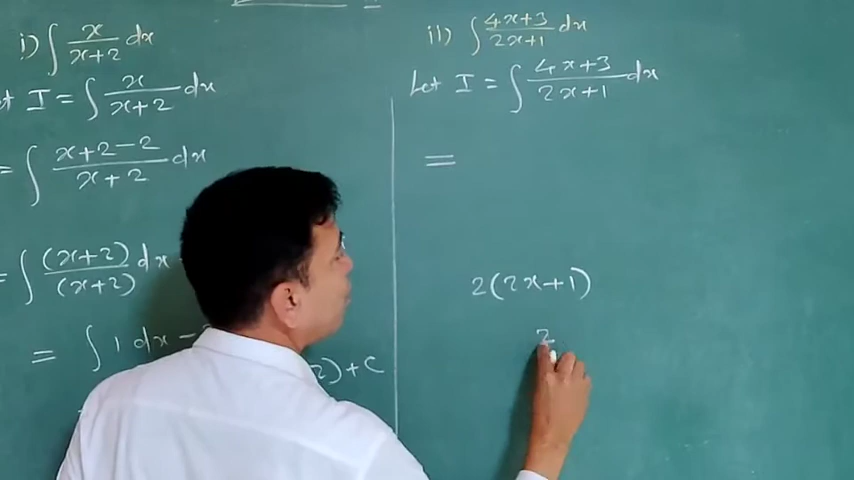 i) ∫ x/(x+2) dx
Let I = ∫ x/(x+2) dx
= ∫ (x+2-2)/(x+2) dx
= ∫ (x+2)/(x+2) dx
= ∫ 1 dx -
2) + C
ii) ∫ (4x+3)/(2x+1) dx
Let I = ∫ (4x+3)/(2x+1) dx
=
2(2x+1)
2